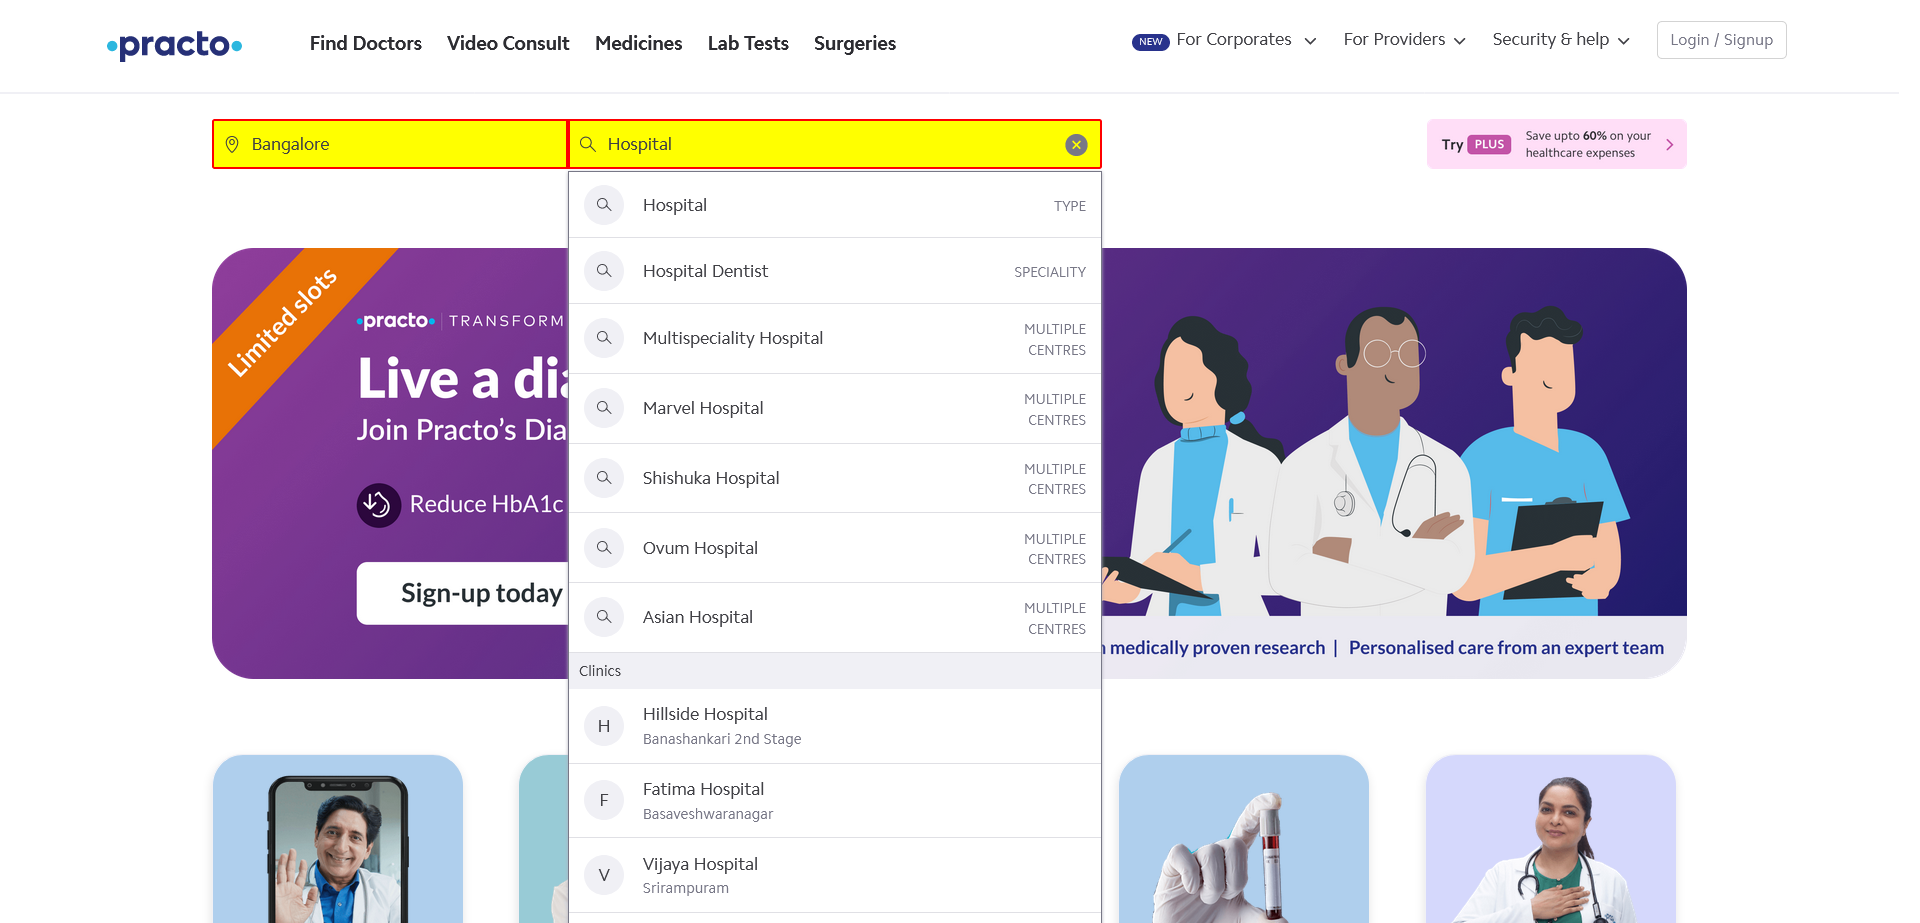 practo
Find Doctors
Video Consult
Medicines
Lab Tests
Surgeries
NEW For Corporates
For Providers
Security & help
Login / Signup
Bangalore
Hospital
Try PLUS
Save upto 60% on your
healthcare expenses
Hospital
TYPE
Hospital Dentist
SPECIALITY
Multispeciality Hospital
MULTIPLE
CENTRES
Marvel Hospital
MULTIPLE
CENTRES
Shishuka Hospital
MULTIPLE
CENTRES
Ovum Hospital
MULTIPLE
CENTRES
Asian Hospital
MULTIPLE
CENTRES
Clinics
H
Hillside Hospital
Banashankari 2nd Stage
F
Fatima Hospital
Basaveshwaranagar
V
Vijaya Hospital
Srirampuram
Limited slots
practo | TRANSFORM
Live a dia
Join Practo's Dia
Reduce HbA1c
Sign-up today
medically proven research | Personalised care from an expert team